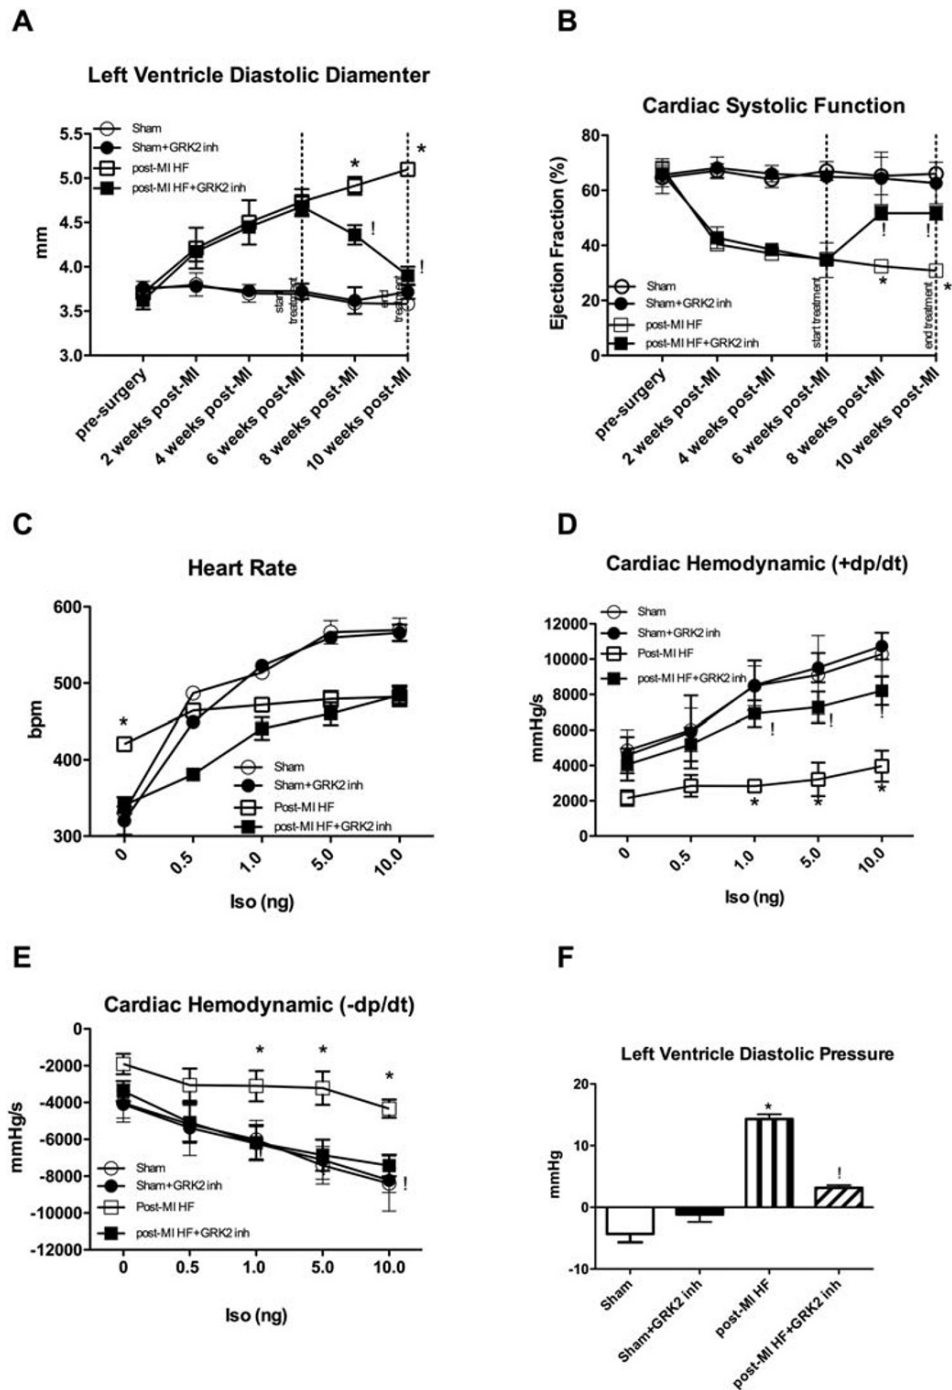 A
Left Ventricle Diastolic Diamenter
Sham
Sham+GRK2 inh
post-MI HF
post-MI HF+GRK2 inh
5.5
5.0
4.5
4.0
3.5
3.0
mm
*
*
!
!
start
treatment
end
treatment
pre-surgery
2 weeks post-MI
4 weeks post-MI
6 weeks post-MI
8 weeks post-MI
10 weeks post-MI
B
Cardiac Systolic Function
80
60
40
20
0
Ejection Fraction (%)
Sham
Sham+GRK2 inh
post-MI HF
post-MI HF+GRK2 inh
!
!
*
*
start treatment
end treatment
pre-surgery
2 weeks post-MI
4 weeks post-MI
6 weeks post-MI
8 weeks post-MI
10 weeks post-MI
C
Heart Rate
600
500
400
300
bpm
*
Sham
Sham+GRK2 inh
Post-MI HF
post-MI HF+GRK2 inh
0
0.5
1.0
5.0
10.0
Iso (ng)
D
Cardiac Hemodynamic (+dp/dt)
Sham
Sham+GRK2 inh
Post-MI HF
post-MI HF+GRK2 inh
12000
10000
8000
6000
4000
2000
0
mmHg/s
!
!
!
*
*
*
0
0.5
1.0
5.0
10.0
Iso (ng)
E
Cardiac Hemodynamic (-dp/dt)
0
-2000
-4000
-6000
-8000
-10000
-12000
mmHg/s
*
*
*
!
Sham
Sham+GRK2 inh
Post-MI HF
post-MI HF+GRK2 inh
0
0.5
1.0
5.0
10.0
Iso (ng)
F
Left Ventricle Diastolic Pressure
20
10
0
-10
mmHg
*
!
Sham
Sham+GRK2 inh
post-MI HF
post-MI HF+GRK2 inh